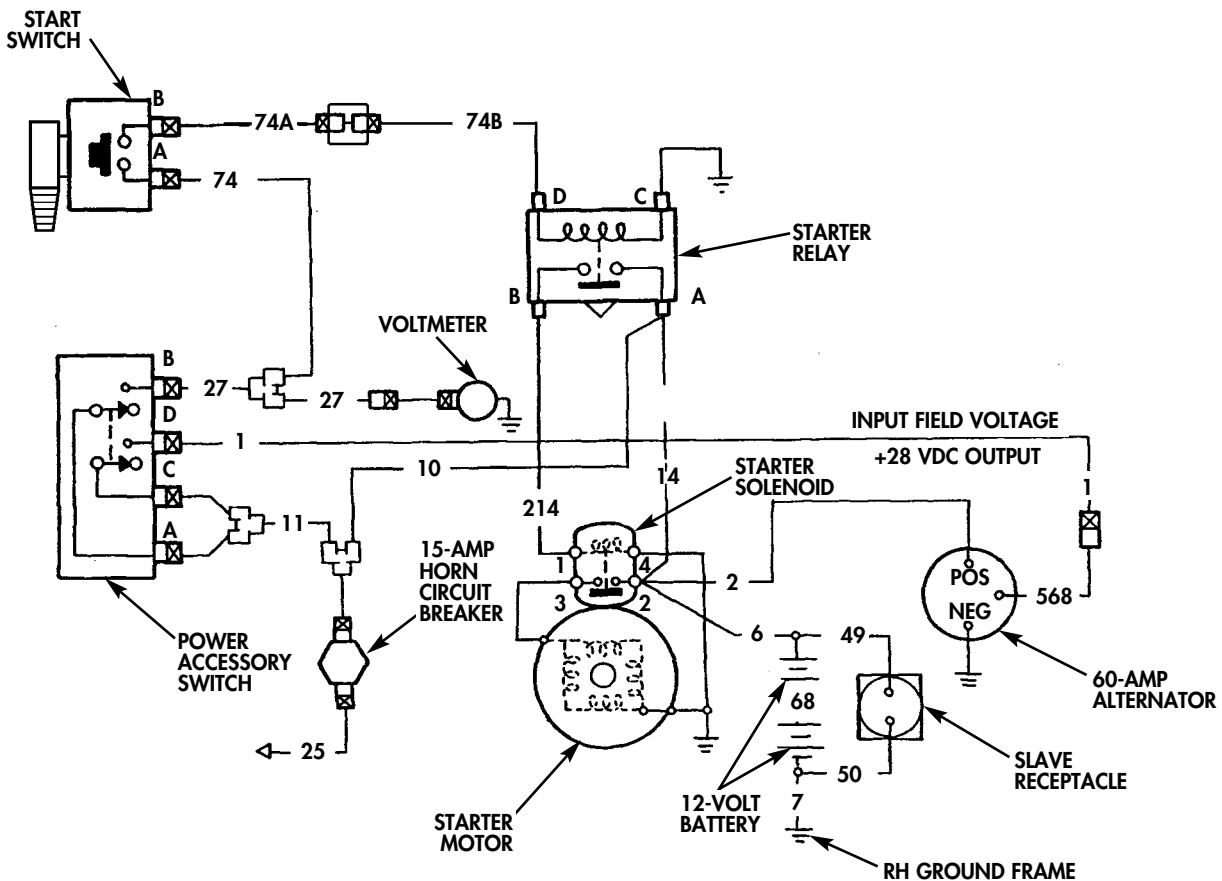 START
SWITCH
B
74A
74B
A
74
D
C
STARTER
RELAY
B
A
VOLTMETER
B
27
27
D
1
INPUT FIELD VOLTAGE
+28 VDC OUTPUT
C
10
14
STARTER
SOLENOID
1
A
11
214
15-AMP
HORN
CIRCUIT
BREAKER
1
4
2
3
2
POS
NEG
568
POWER
ACCESSORY
SWITCH
6
49
60-AMP
ALTERNATOR
68
25
50
SLAVE
RECEPTACLE
12-VOLT
BATTERY
7
STARTER
MOTOR
RH GROUND FRAME